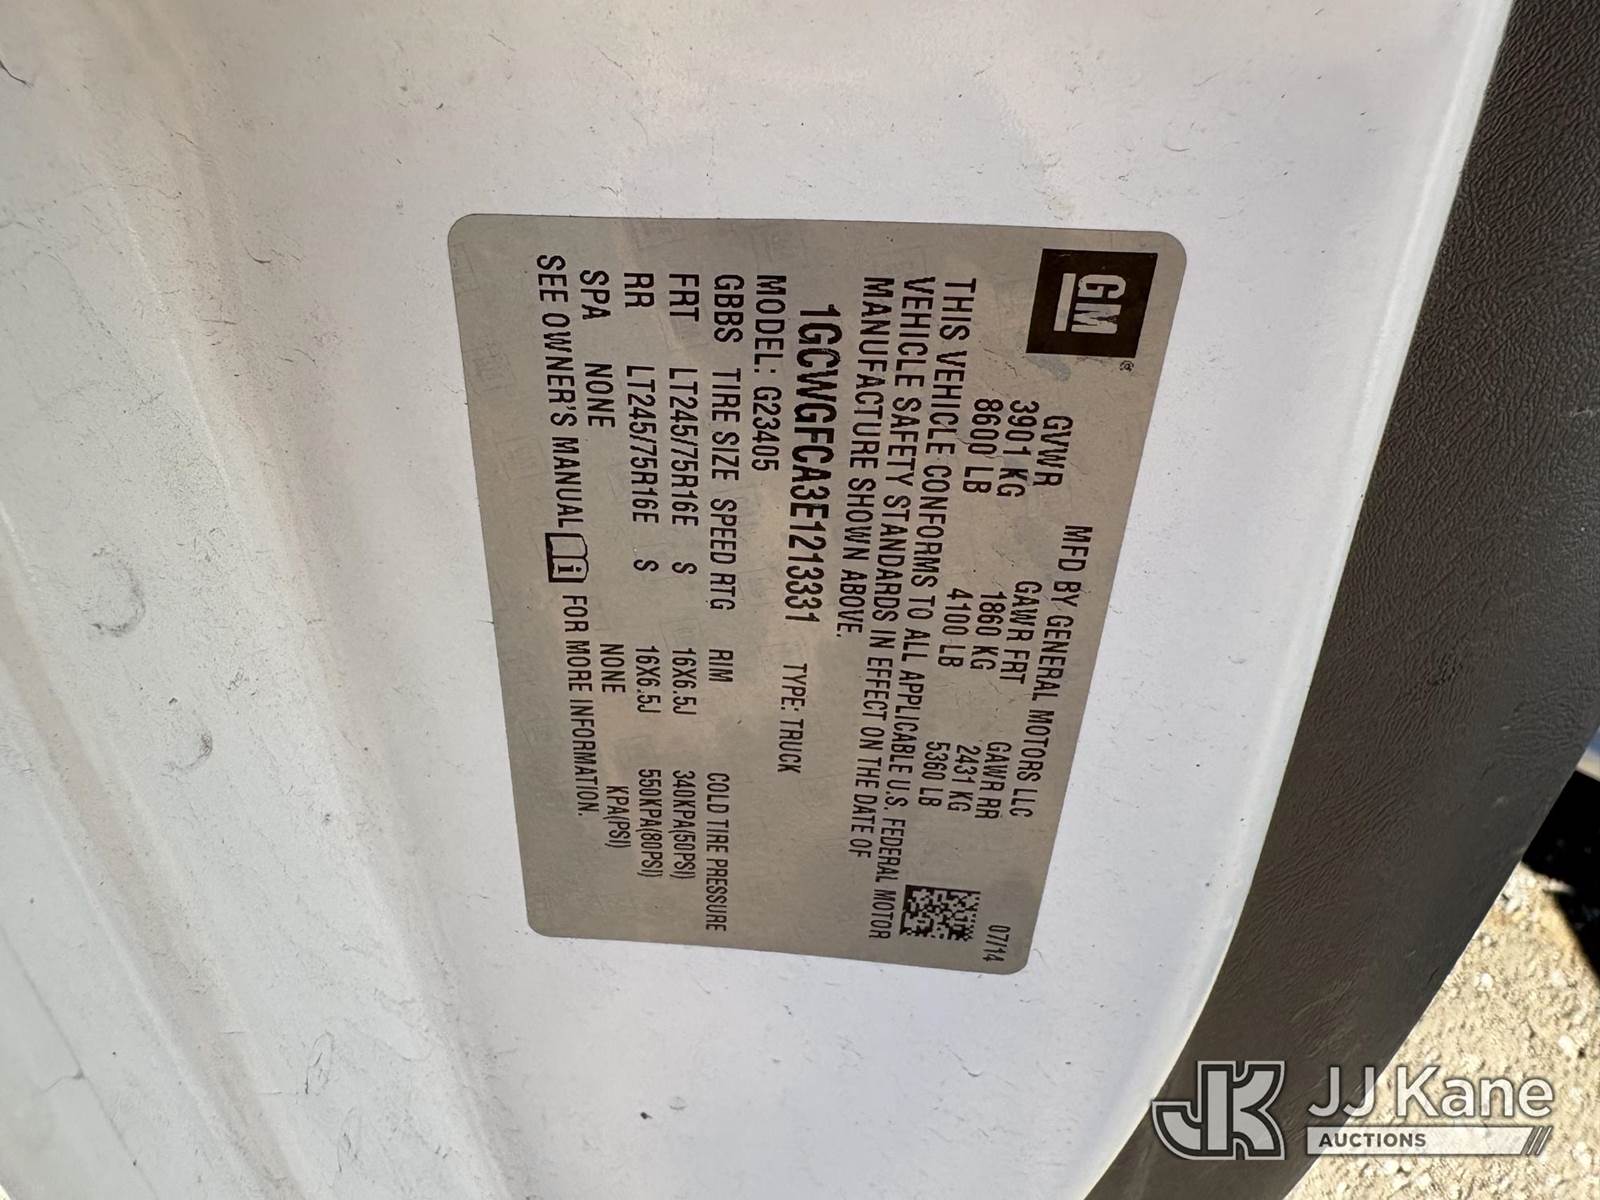 GM
MFD BY GENERAL MOTORS LLC 07/14
GVWR GAWR FRT GAWR RR
3901 KG 1860 KG 2431 KG
8600 LB 4100 LB 5360 LB
THIS VEHICLE CONFORMS TO ALL APPLICABLE U.S. FEDERAL MOTOR
VEHICLE SAFETY STANDARDS IN EFFECT ON THE DATE OF
MANUFACTURE SHOWN ABOVE.
1GCWGFCA3E1213331 TYPE: TRUCK
MODEL: G23405
GBBS TIRE SIZE SPEED RTG RIM COLD TIRE PRESSURE
FRT LT245/75R16E S 16X6.5J 340KPA(50PSI)
RR LT245/75R16E S 16X6.5J 550KPA(80PSI)
SPA NONE NONE KPA(PSI)
SEE OWNER'S MANUAL i FOR MORE INFORMATION.
JK JJ Kane
AUCTIONS